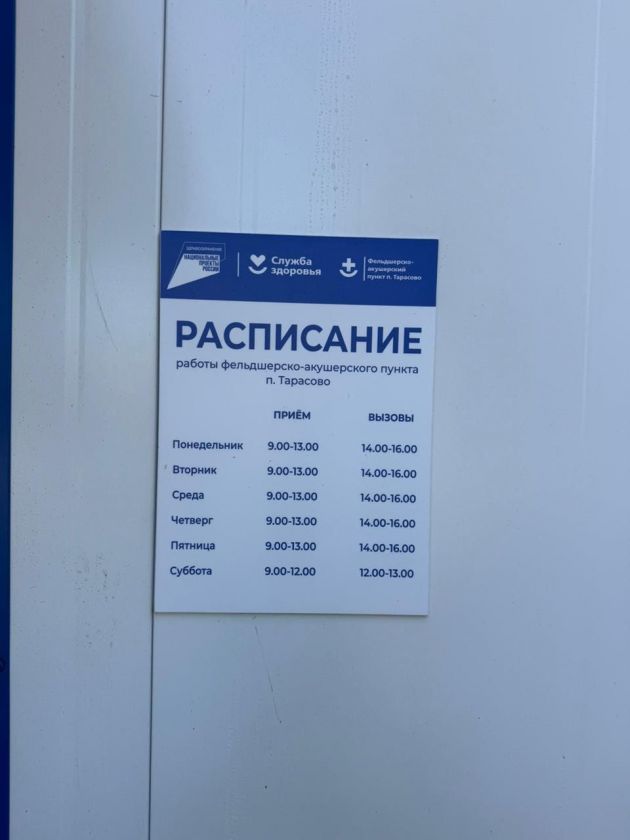 ЗДРАВООХРАНЕНИЕ
НАЦИОНАЛЬНЫЕ
ПРОЕКТЫ
РОССИИ
Служба
здоровья
Фельдшерско-
акушерский
пункт п. Тарасово
РАСПИСАНИЕ
работы фельдшерско-акушерского пункта
п. Тарасово
ПРИЁМ ВЫЗОВЫ
Понедельник 9.00-13.00 14.00-16.00
Вторник 9.00-13.00 14.00-16.00
Среда 9.00-13.00 14.00-16.00
Четверг 9.00-13.00 14.00-16.00
Пятница 9.00-13.00 14.00-16.00
Суббота 9.00-12.00 12.00-13.00